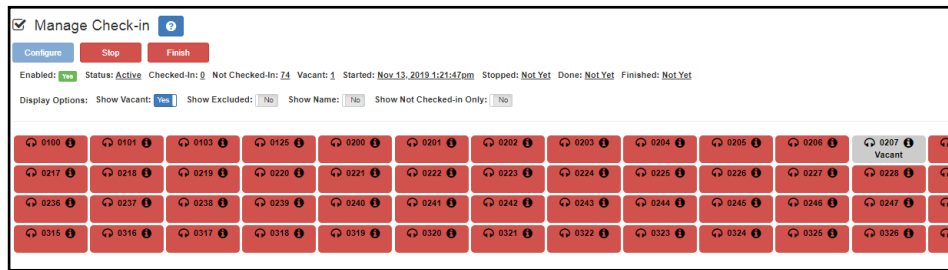 Manage Check-in ?
Configure Stop Finish
Enabled: Yes Status: Active Checked-In: 0 Not Checked-In: 74 Vacant: 1 Started: Nov 13, 2019 1:21:47pm Stopped: Not Yet Done: Not Yet Finished: Not Yet
Display Options: Show Vacant: Yes Show Excluded: No Show Name: No Show Not Checked-in Only: No
0100 0101 0103 0125 0200 0201 0202 0203 0204 0205 0206 0207
Vacant
0217 0218 0219 0220 0221 0222 0223 0224 0225 0226 0227 0228
0236 0237 0238 0239 0240 0241 0242 0243 0244 0245 0246 0247
0315 0316 0317 0318 0319 0320 0321 0322 0323 0324 0325 0326